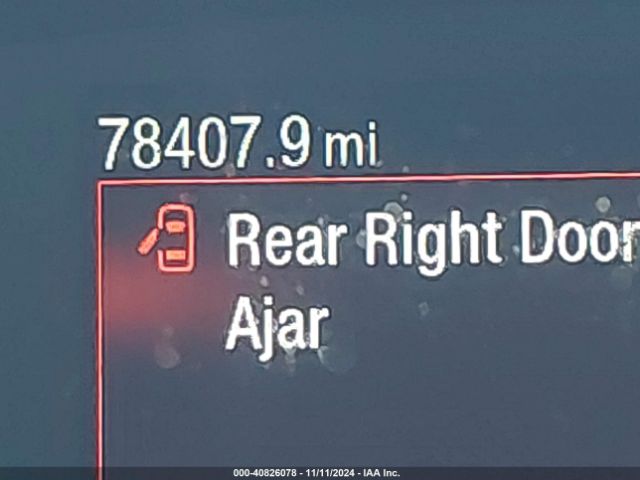 78407.9 mi
Rear Right Door
Ajar
000-40826078 - 11/11/2024 - IAA Inc.